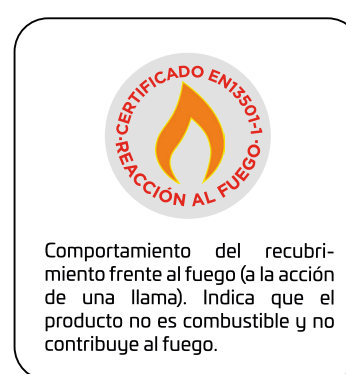 ·CERTIFICADO EN13501-1·
REACCIÓN AL FUEGO
Comportamiento del recubri-
miento frente al fuego (a la acción
de una llama). Indica que el
producto no es combustible y no
contribuye al fuego.